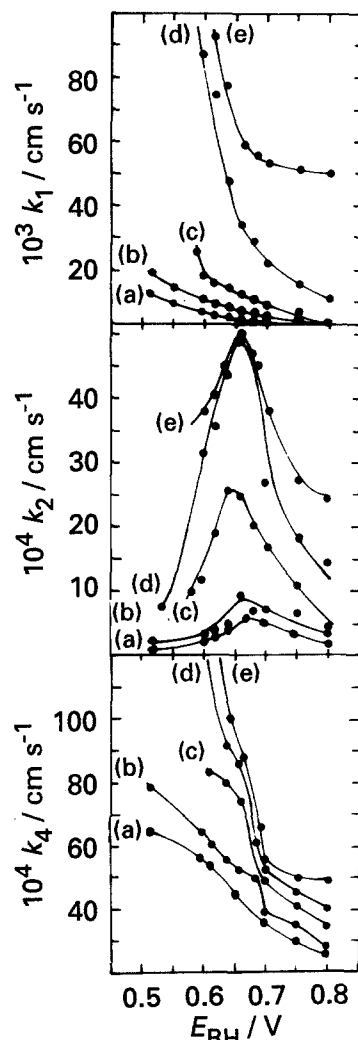 (d)
(e)
80
60
40
20
10³ k₁ / cm s⁻¹
(c)
(b)
(a)
40
30
20
10
10⁴ k₂ / cm s⁻¹
(e)
(d)
(b)
(c)
(a)
(d)
(e)
100
80
60
40
10⁴ k₄ / cm s⁻¹
(c)
(b)
(a)
0.5 0.6 0.7 0.8
E_RH / V